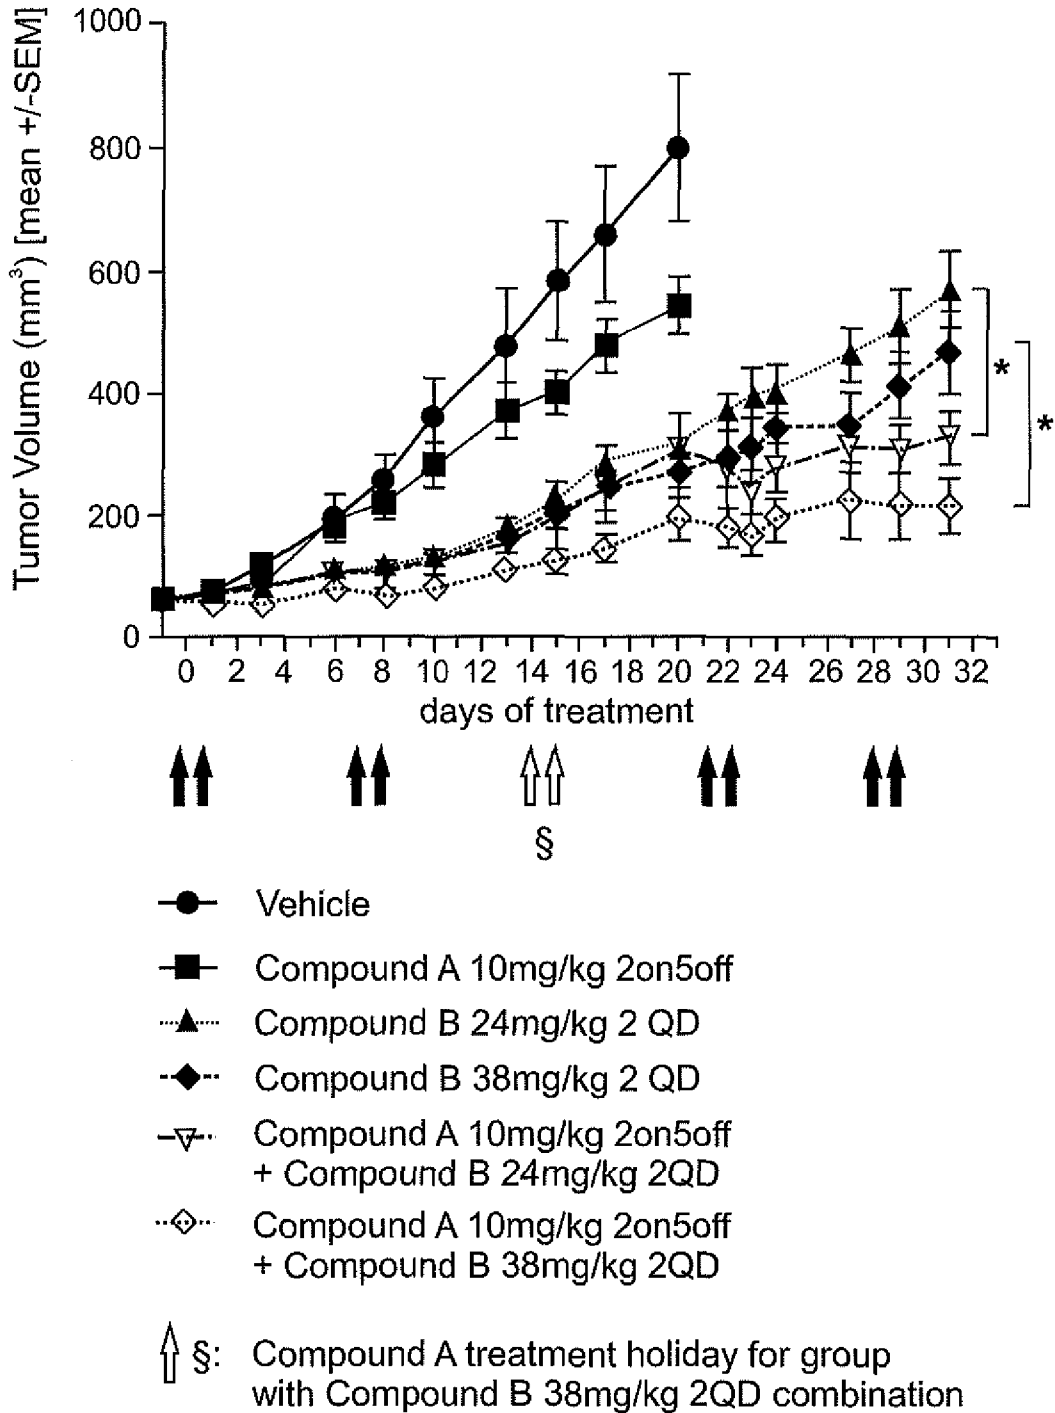 Tumor Volume (mm³) [mean +/-SEM]
1000
800
600
400
200
0
0 2 4 6 8 10 12 14 16 18 20 22 24 26 28 30 32
days of treatment
*
*
§
Vehicle
Compound A 10mg/kg 2on5off
Compound B 24mg/kg 2 QD
Compound B 38mg/kg 2 QD
Compound A 10mg/kg 2on5off
+ Compound B 24mg/kg 2QD
Compound A 10mg/kg 2on5off
+ Compound B 38mg/kg 2QD
§: Compound A treatment holiday for group
with Compound B 38mg/kg 2QD combination